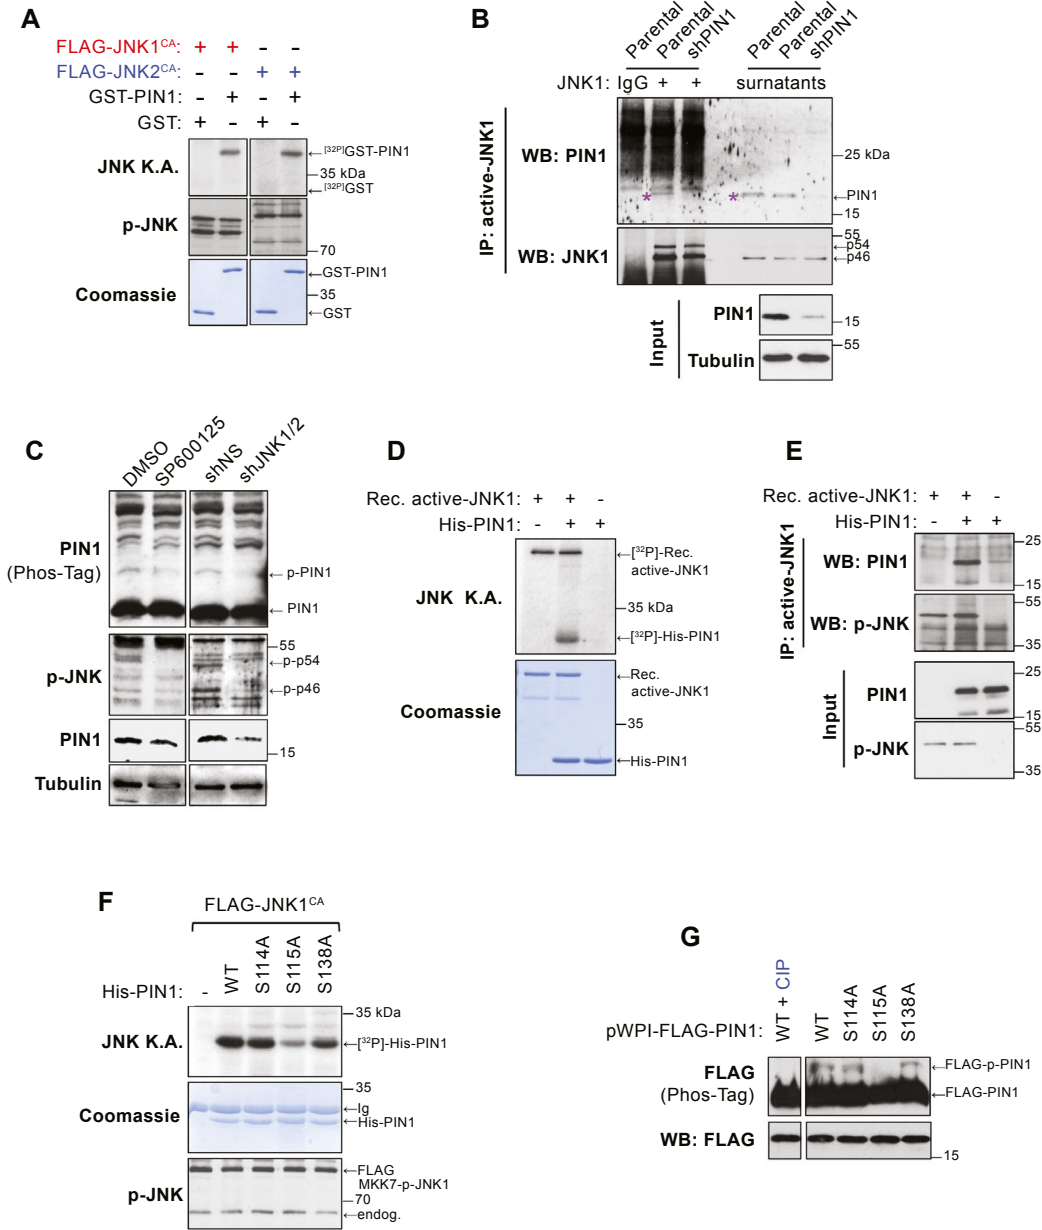 A
FLAG-JNK1CA: + + - -
FLAG-JNK2CA: - - + +
GST-PIN1: - + - +
GST: + - + -
JNK K.A.
←[32P]GST-PIN1
35 kDa
←[32P]GST
p-JNK
70
Coomassie
←GST-PIN1
35
←GST
B
Parental
Parental
shPIN1
Parental
Parental
shPIN1
JNK1: IgG + + surnatants
IP: active-JNK1
WB: PIN1
25 kDa
* *
←PIN1
15
WB: JNK1
55
←p54
←p46
Input
PIN1
15
Tubulin
55
C
DMSO
SP600125
shNS
shJNK1/2
PIN1
(Phos-Tag)
← p-PIN1
← PIN1
p-JNK
55
←p-p54
←p-p46
PIN1
15
Tubulin
D
Rec. active-JNK1: + + -
His-PIN1: - + +
JNK K.A.
←[32P]-Rec.
active-JNK1
35 kDa
←[32P]-His-PIN1
Coomassie
←Rec.
active-JNK1
35
←His-PIN1
E
Rec. active-JNK1: + + -
His-PIN1: - + +
IP: active-JNK1
WB: PIN1
25
15
WB: p-JNK
55
35
Input
PIN1
25
15
p-JNK
55
35
F
FLAG-JNK1CA
His-PIN1: - WT S114A S115A S138A
JNK K.A.
35 kDa
←[32P]-His-PIN1
Coomassie
35
←Ig
←His-PIN1
p-JNK
←FLAG
MKK7-p-JNK1
70
←endog.
G
pWPI-FLAG-PIN1: WT + CIP WT S114A S115A S138A
FLAG
(Phos-Tag)
←FLAG-p-PIN1
←FLAG-PIN1
WB: FLAG
15